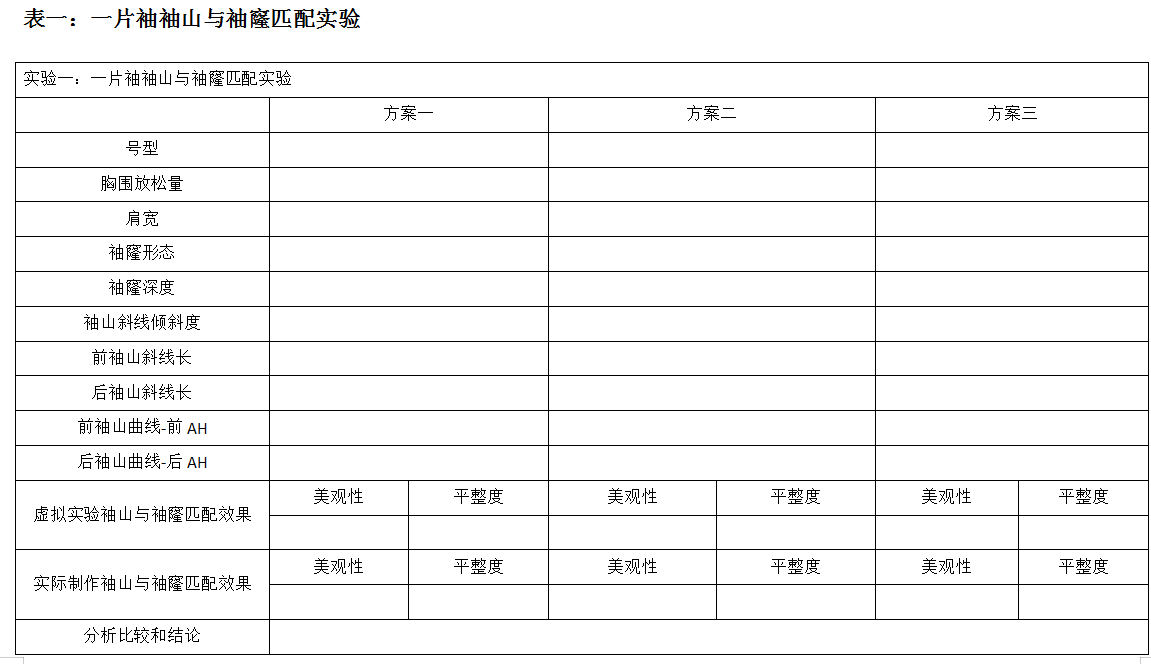 表一：一片袖袖山与袖窿匹配实验
实验一：一片袖袖山与袖窿匹配实验
方案一 方案二 方案三
号型
胸围放松量
肩宽
袖窿形态
袖窿深度
袖山斜线倾斜度
前袖山斜线长
后袖山斜线长
前袖山曲线-前 AH
后袖山曲线-后 AH
虚拟实验袖山与袖窿匹配效果
美观性 平整度 美观性 平整度 美观性 平整度
实际制作袖山与袖窿匹配效果
美观性 平整度 美观性 平整度 美观性 平整度
分析比较和结论